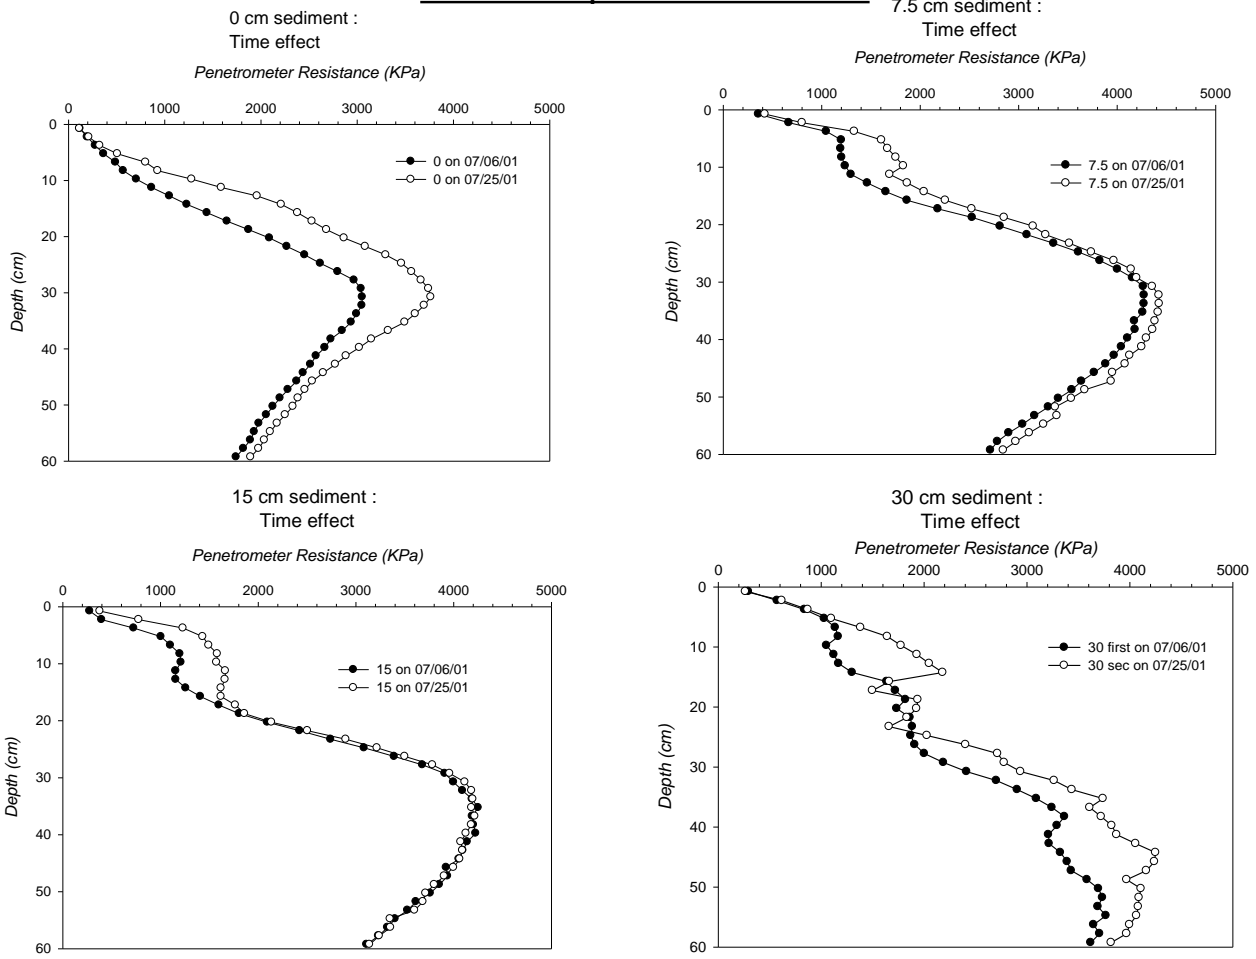 0 cm sediment :
Time effect
Penetrometer Resistance (KPa)
0 1000 2000 3000 4000 5000
0
10
20
30
40
50
60
Depth (cm)
0 on 07/06/01
0 on 07/25/01
7.5 cm sediment :
Time effect
Penetrometer Resistance (KPa)
0 1000 2000 3000 4000 5000
0
10
20
30
40
50
60
Depth (cm)
7.5 on 07/06/01
7.5 on 07/25/01
15 cm sediment :
Time effect
Penetrometer Resistance (KPa)
0 1000 2000 3000 4000 5000
0
10
20
30
40
50
60
Depth (cm)
15 on 07/06/01
15 on 07/25/01
30 cm sediment :
Time effect
Penetrometer Resistance (KPa)
0 1000 2000 3000 4000 5000
0
10
20
30
40
50
60
Depth (cm)
30 first on 07/06/01
30 sec on 07/25/01